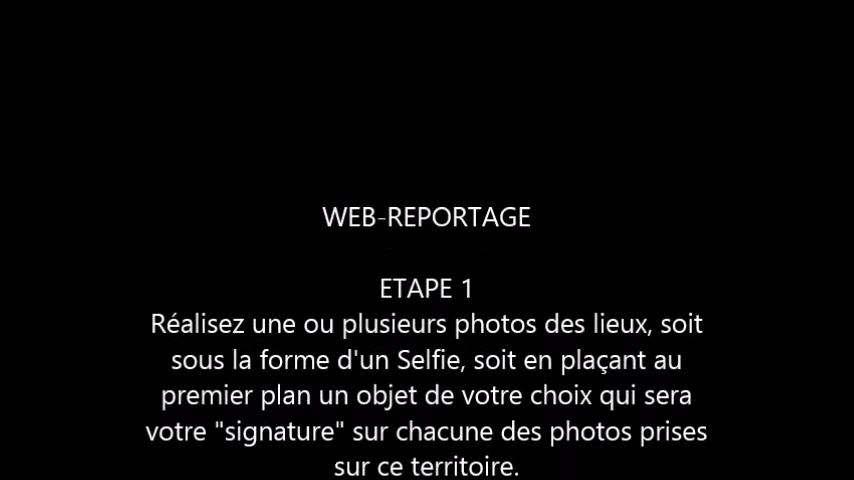 WEB-REPORTAGE
ETAPE 1
Réalisez une ou plusieurs photos des lieux, soit
sous la forme d'un Selfie, soit en plaçant au
premier plan un objet de votre choix qui sera
votre "signature" sur chacune des photos prises
sur ce territoire.